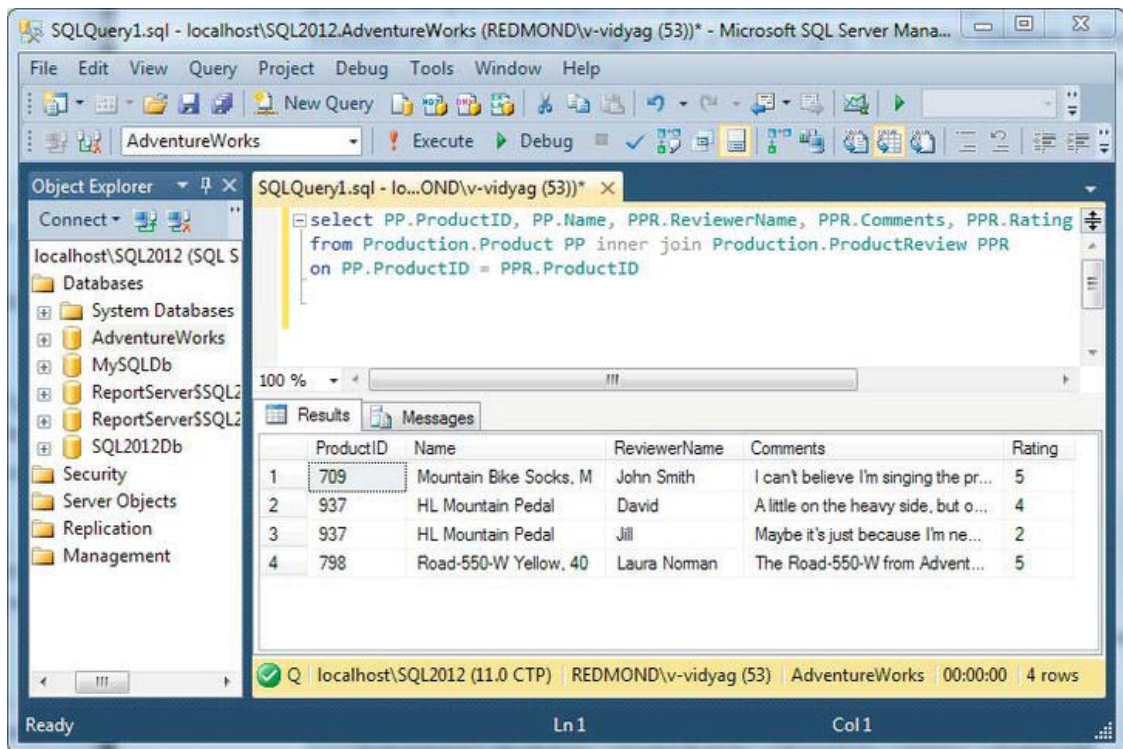 SQLQuery1.sql - localhost\SQL2012.AdventureWorks (REDMOND\v-vidyag (53))* - Microsoft SQL Server Mana...
File Edit View Query Project Debug Tools Window Help
New Query
AdventureWorks Execute Debug
Object Explorer
Connect
localhost\SQL2012 (SQL S
Databases
System Databases
AdventureWorks
MySQLDb
ReportServer$SQL2
ReportServer$SQL2
SQL2012Db
Security
Server Objects
Replication
Management
SQLQuery1.sql - lo...OND\v-vidyag (53))*
select PP.ProductID, PP.Name, PPR.ReviewerName, PPR.Comments, PPR.Rating
from Production.Product PP inner join Production.ProductReview PPR
on PP.ProductID = PPR.ProductID
100 %
Results Messages
ProductID Name ReviewerName Comments Rating
1 709 Mountain Bike Socks, M John Smith I can't believe I'm singing the pr... 5
2 937 HL Mountain Pedal David A little on the heavy side, but o... 4
3 937 HL Mountain Pedal Jill Maybe it's just because I'm ne... 2
4 798 Road-550-W Yellow, 40 Laura Norman The Road-550-W from Advent... 5
Q localhost\SQL2012 (11.0 CTP) REDMOND\v-vidyag (53) AdventureWorks 00:00:00 4 rows
Ready Ln 1 Col 1